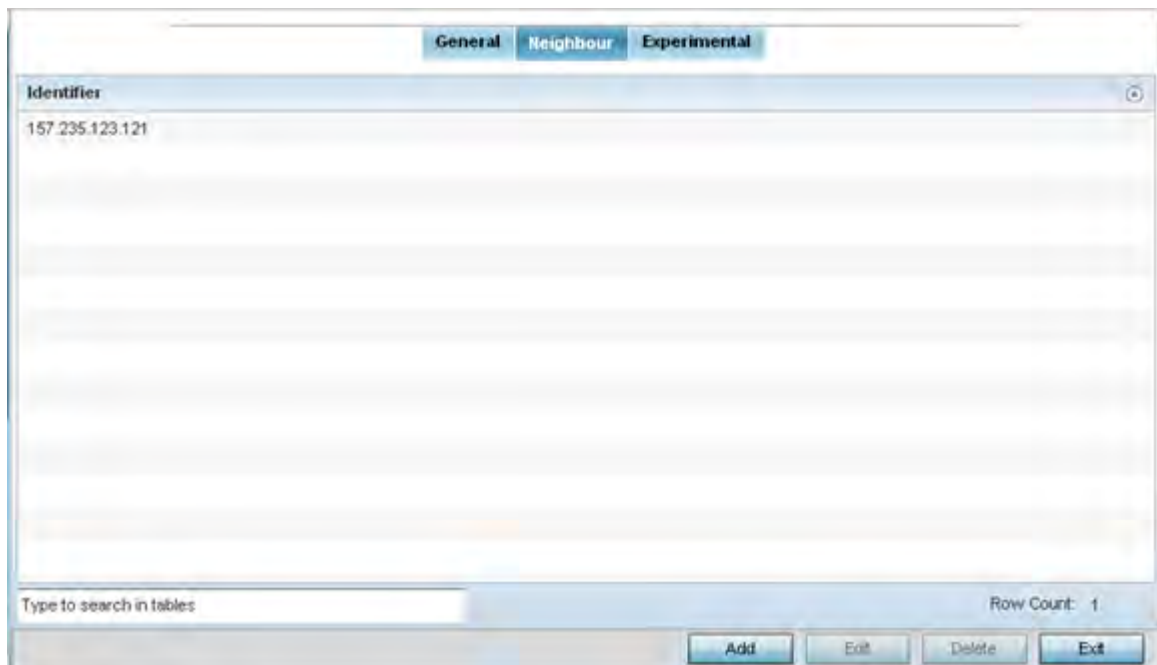 General Neighbour Experimental
Identifier
157.235.123.121
Type to search in tables Row Count: 1
Add Edit Delete Exit